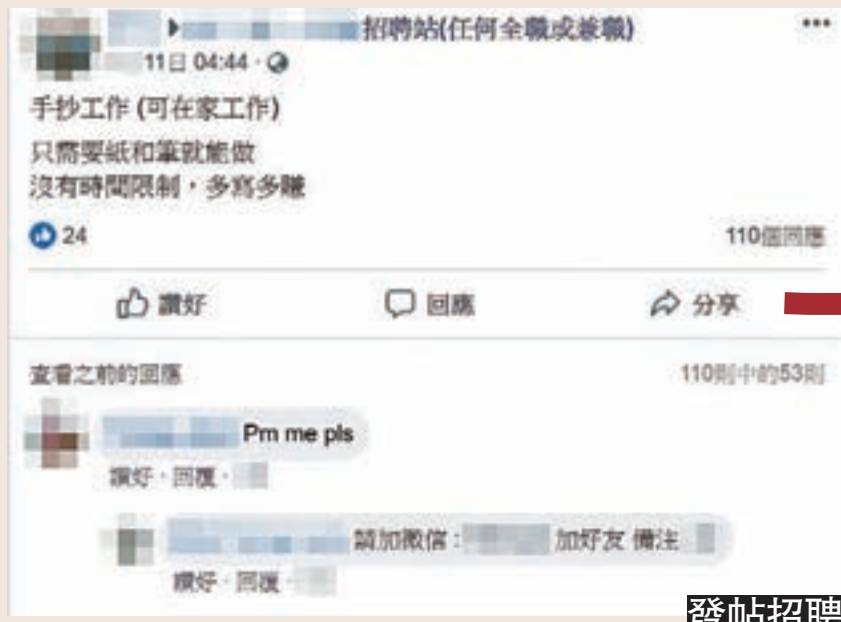 招聘站(任何全職或兼職)
11日 04:44
手抄工作 (可在家工作)
只需要紙和筆就能做
沒有時間限制，多寫多賺
24
110個回應
讚好
回應
分享
查看之前的回應
110則中的53則
Pm me pls
讚好 · 回覆 ·
請加微信 :
加好友 備注
讚好 · 回覆 ·
發帖招聘